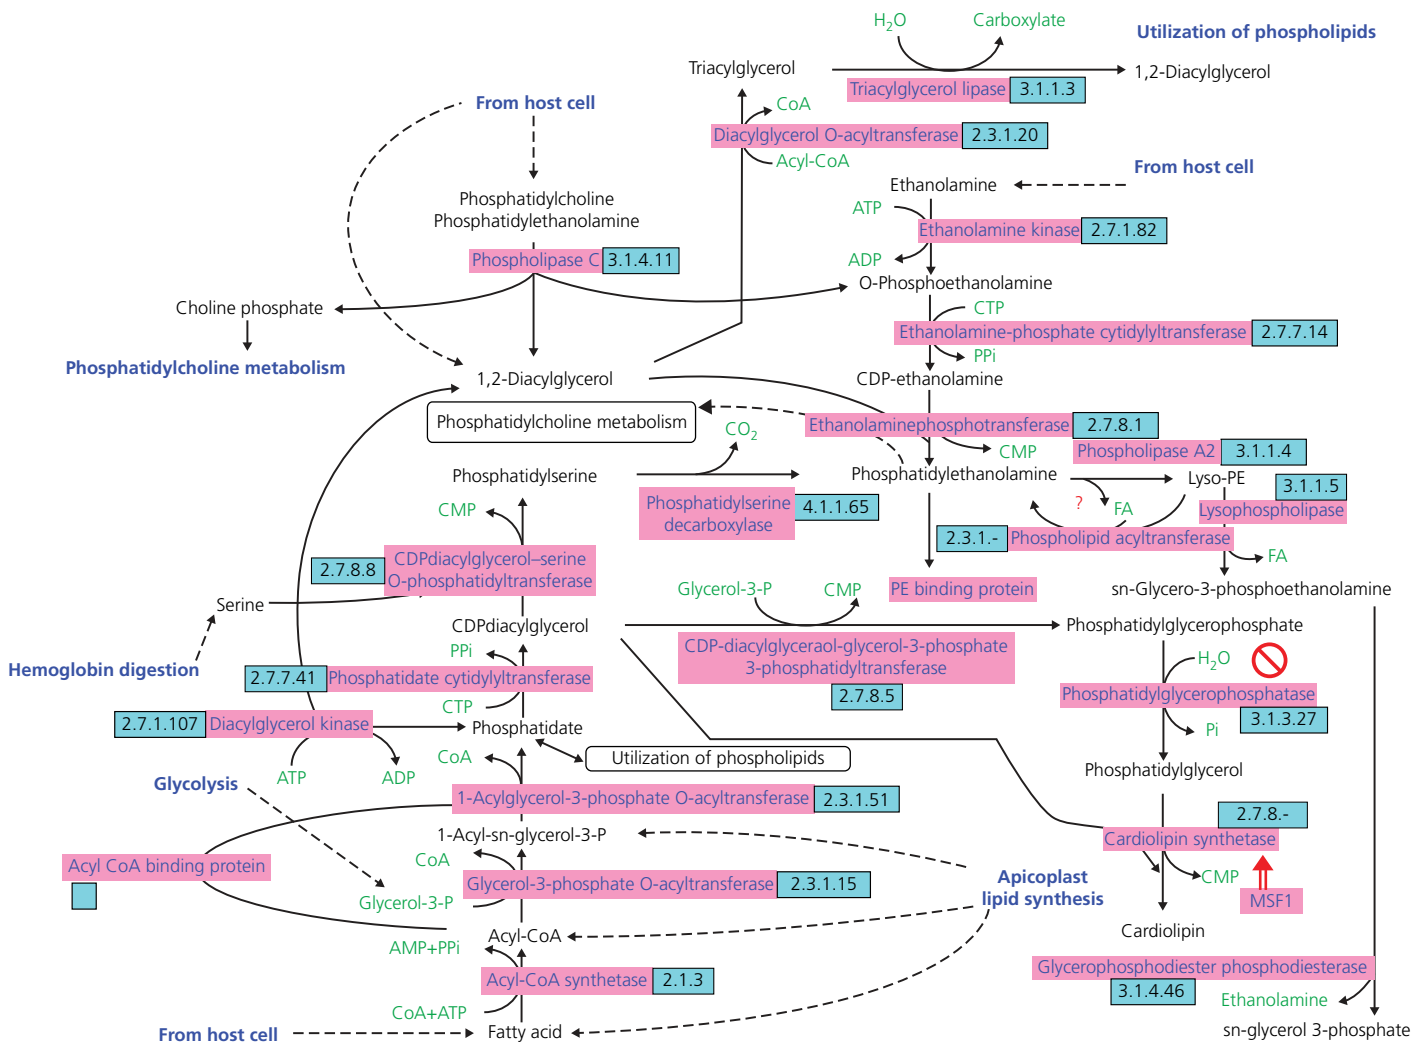 H2O
Carboxylate
Utilization of phospholipids
Triacylglycerol
1,2-Diacylglycerol
Triacylglycerol lipase 3.1.1.3
From host cell
CoA
Diacylglycerol O-acyltransferase 2.3.1.20
Acyl-CoA
From host cell
Ethanolamine
Phosphatidylcholine
Phosphatidylethanolamine
ATP
Ethanolamine kinase 2.7.1.82
Phospholipase C 3.1.4.11
ADP
O-Phosphoethanolamine
Choline phosphate
CTP
Ethanolamine-phosphate cytidylyltransferase 2.7.7.14
PPi
Phosphatidylcholine metabolism
1,2-Diacylglycerol
CDP-ethanolamine
Phosphatidylcholine metabolism
CO2
Ethanolaminephosphotransferase 2.7.8.1
CMP
Phospholipase A2 3.1.1.4
Phosphatidylserine
Phosphatidylethanolamine
Lyso-PE
3.1.1.5
Lysophospholipase
?
FA
CMP
Phosphatidylserine
decarboxylase
4.1.1.65
2.3.1.- Phospholipid acyltransferase
FA
2.7.8.8
CDPdiacylglycerol–serine
O-phosphatidyltransferase
Glycerol-3-P
CMP
PE binding protein
sn-Glycero-3-phosphoethanolamine
Serine
CDPdiacylglycerol
Phosphatidylglycerophosphate
PPi
CDP-diacylglyceraol-glycerol-3-phosphate
3-phosphatidyltransferase
2.7.8.5
H2O
Hemoglobin digestion
2.7.7.41 Phosphatidate cytidylyltransferase
Phosphatidylglycerophosphatase
3.1.3.27
CTP
2.7.1.107 Diacylglycerol kinase
Phosphatidate
Pi
CoA
Utilization of phospholipids
ATP
ADP
Phosphatidylglycerol
Glycolysis
1-Acylglycerol-3-phosphate O-acyltransferase 2.3.1.51
2.7.8.-
1-Acyl-sn-glycerol-3-P
Cardiolipin synthetase
Acyl CoA binding protein
CoA
Glycerol-3-phosphate O-acyltransferase 2.3.1.15
Apicoplast
lipid synthesis
CMP
MSF1
Glycerol-3-P
Acyl-CoA
Cardiolipin
AMP+PPi
Glycerophosphodiester phosphodiesterase
3.1.4.46
Acyl-CoA synthetase 2.1.3
Ethanolamine
CoA+ATP
From host cell
Fatty acid
sn-glycerol 3-phosphate